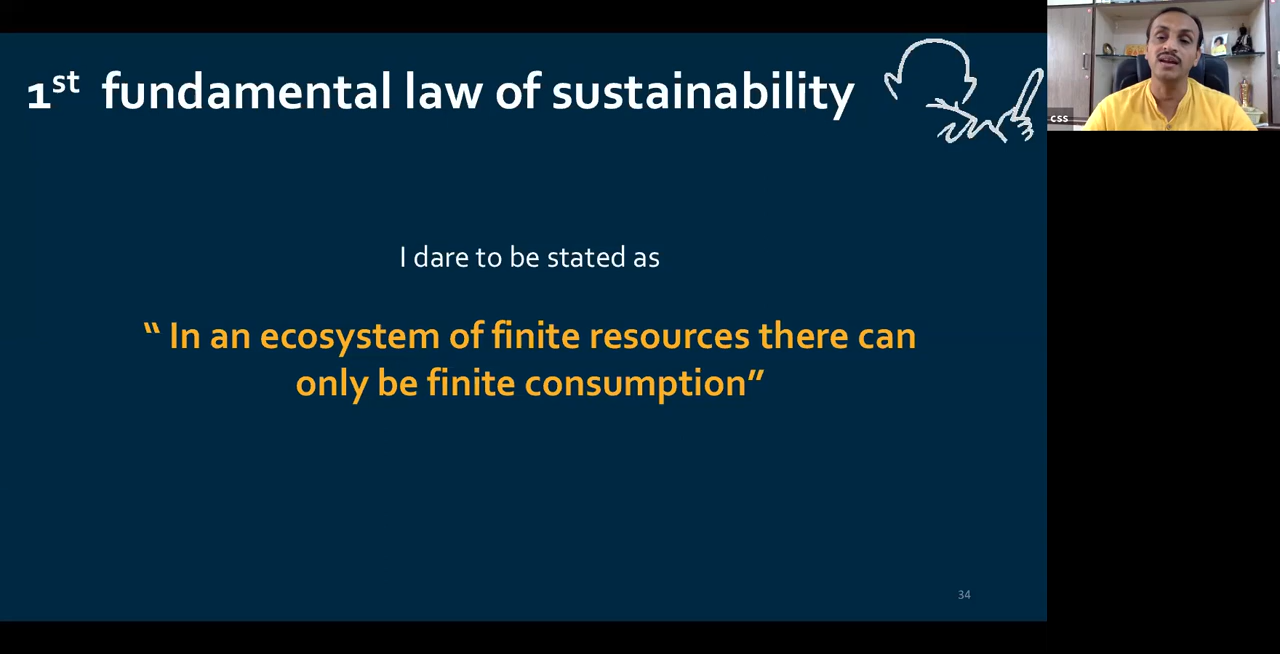 1st fundamental law of sustainability
css
I dare to be stated as
“ In an ecosystem of finite resources there can
only be finite consumption”
34